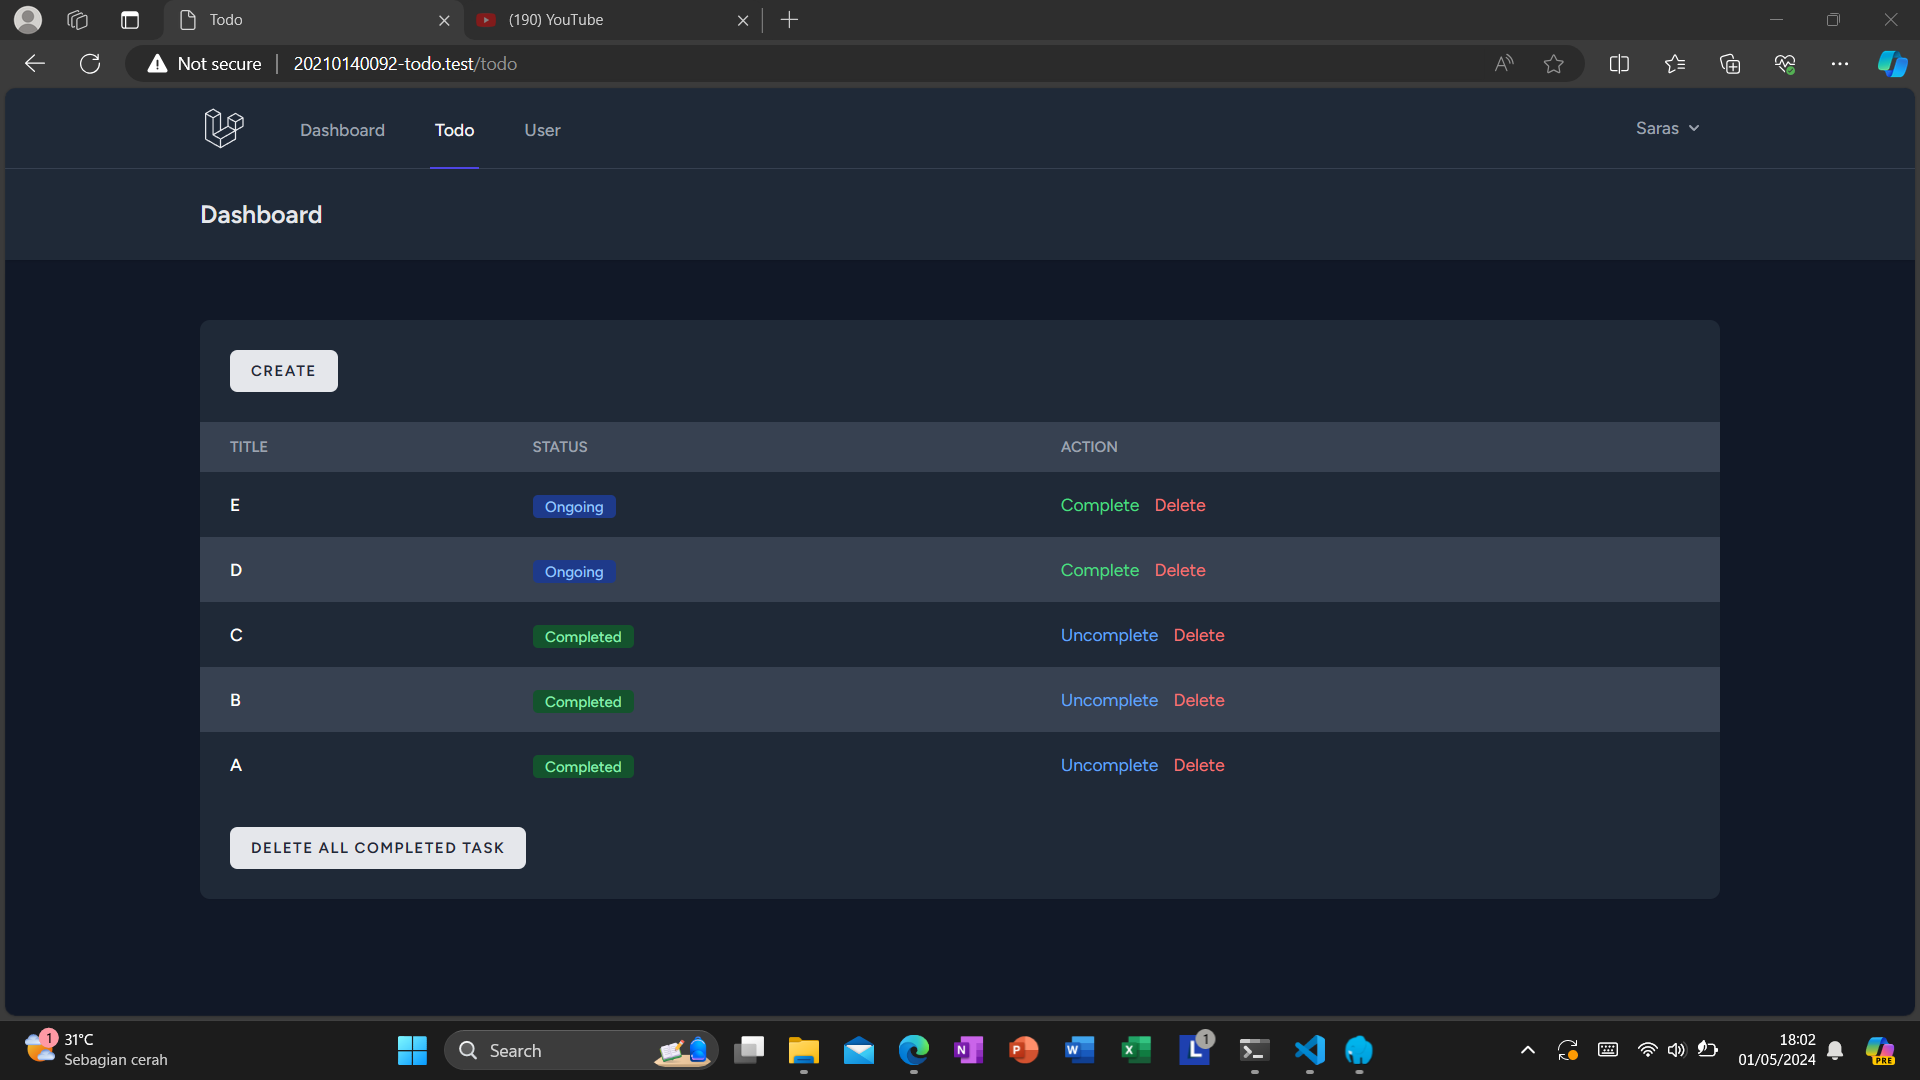 Todo
(190) YouTube
Not secure
20210140092-todo.test/todo
Dashboard
Todo
User
Saras
Dashboard
CREATE
TITLE STATUS ACTION
E Ongoing Complete Delete
D Ongoing Complete Delete
C Completed Uncomplete Delete
B Completed Uncomplete Delete
A Completed Uncomplete Delete
DELETE ALL COMPLETED TASK
1
31°C
Sebagian cerah
Search
N
P
W
X
L
1
18:02
01/05/2024
PRE